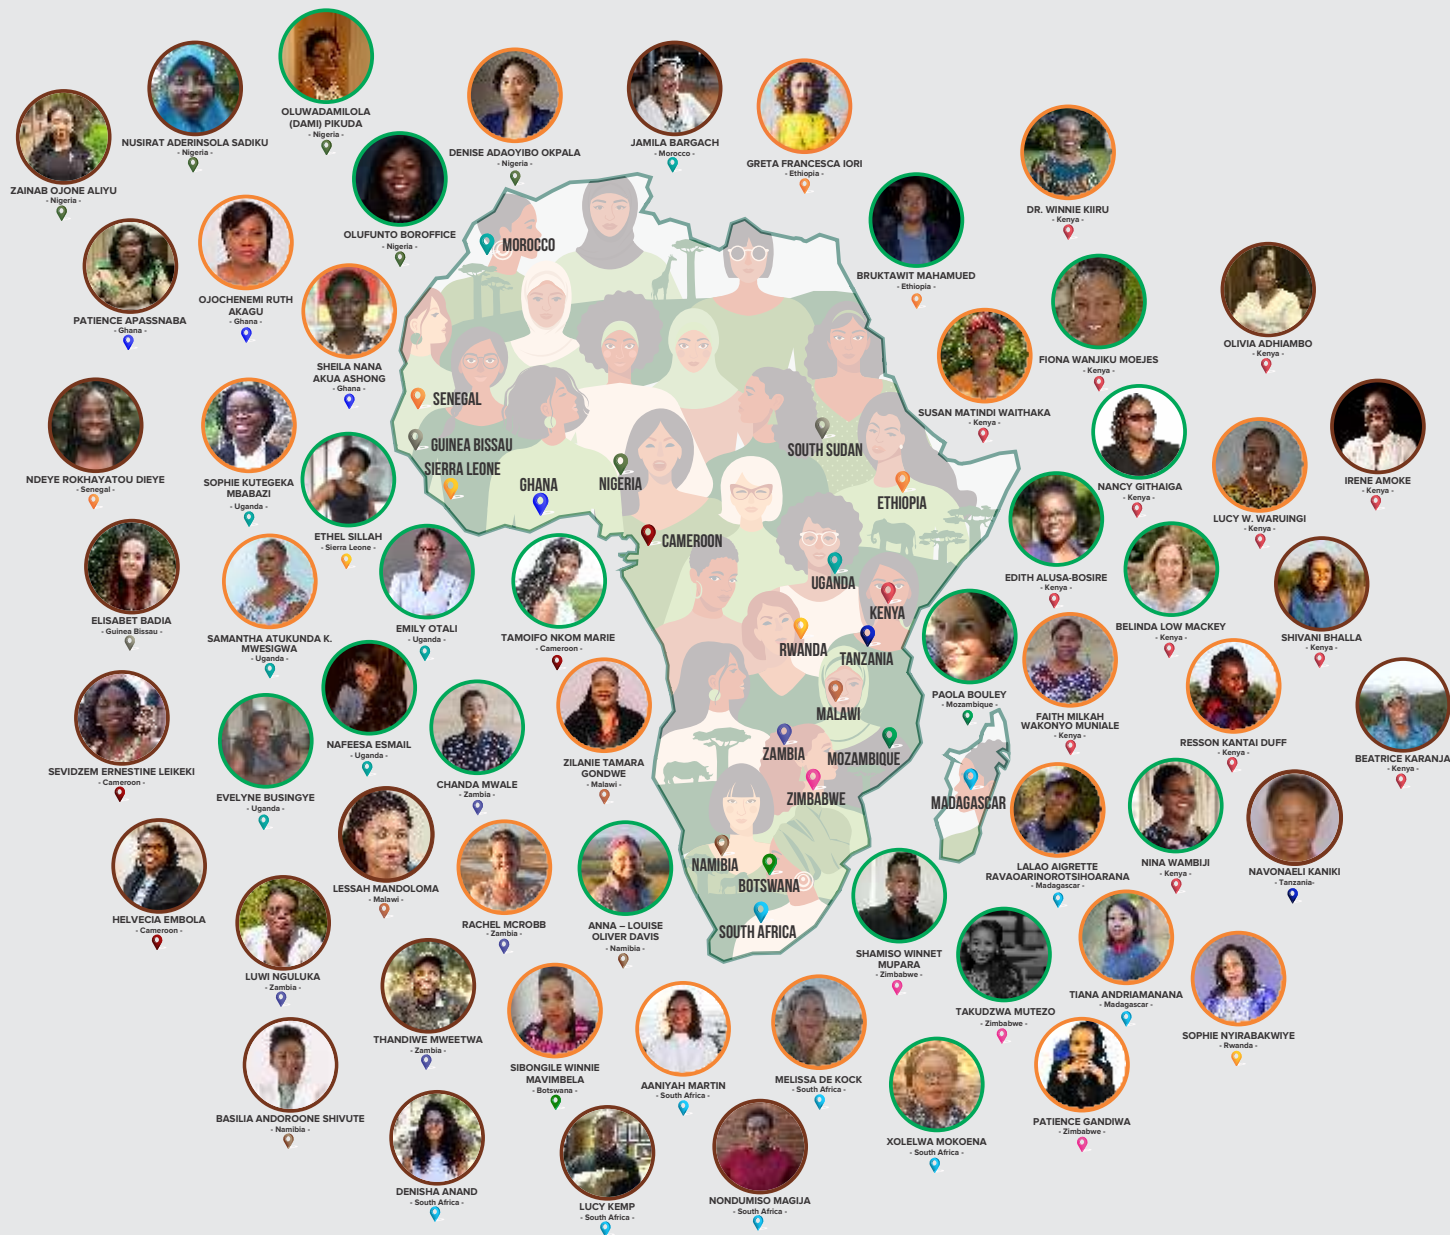 OLUWADAMILOLA
(DAMI) PIKUDA
- Nigeria -
NUSIRAT ADERINSOLA SADIKU
- Nigeria -
DENISE ADAOYIBO OKPALA
- Nigeria -
JAMILA BARGACH
- Morocco -
GRETA FRANCESCA IORI
- Ethiopia -
ZAINAB OJONE ALIYU
- Nigeria -
DR. WINNIE KIIRU
- Kenya -
OLUFUNTO BOROFFICE
- Nigeria -
BRUKTAWIT MAHAMUED
- Ethiopia -
OJOCHENEMI RUTH
AKAGU
- Ghana -
PATIENCE APASSNABA
- Ghana -
OLIVIA ADHIAMBO
- Kenya -
SHEILA NANA
AKUA ASHONG
- Ghana -
FIONA WANJIKU MOEJES
- Kenya -
SUSAN MATINDI WAITHAKA
- Kenya -
NDEYE ROKHAYATOU DIEYE
- Senegal -
SOPHIE KUTEGEKA
MBABAZI
- Uganda -
NANCY GITHAIGA
- Kenya -
IRENE AMOKE
- Kenya -
LUCY W. WARUINGI
- Kenya -
ETHEL SILLAH
- Sierra Leone -
EDITH ALUSA-BOSIRE
- Kenya -
ELISABET BADIA
- Guinea Bissau -
EMILY OTALI
- Uganda -
TAMOIFO NKOM MARIE
- Cameroon -
SAMANTHA ATUKUNDA K.
MWESIGWA
- Uganda -
BELINDA LOW MACKEY
- Kenya -
SHIVANI BHALLA
- Kenya -
PAOLA BOULEY
- Mozambique -
FAITH MILKAH
WAKONYO MUNIALE
- Kenya -
RESSON KANTAI DUFF
- Kenya -
BEATRICE KARANJA
- Kenya -
NAFEESA ESMAIL
- Uganda -
SEVIDZEM ERNESTINE LEIKEKI
- Cameroon -
EVELYNE BUSINGYE
- Uganda -
CHANDA MWALE
- Zambia -
ZILANIE TAMARA
GONDWE
- Malawi -
MOROCCO
SENEGAL
GUINEA BISSAU
SIERRA LEONE
GHANA
NIGERIA
SOUTH SUDAN
ETHIOPIA
CAMEROON
UGANDA
KENYA
RWANDA
TANZANIA
MALAWI
ZAMBIA
MOZAMBIQUE
ZIMBABWE
MADAGASCAR
NAMIBIA
BOTSWANA
SOUTH AFRICA
LALAO AIGRETTE
RAVAOARINOROTSIHOARANA
- Madagascar -
NINA WAMBIJI
- Kenya -
NAVONAELI KANIKI
- Tanzania-
LESSAH MANDOLOMA
- Malawi -
HELVECIA EMBOLA
- Cameroon -
RACHEL MCROBB
- Zambia -
ANNA – LOUISE
OLIVER DAVIS
- Namibia -
SHAMISO WINNET
MUPARA
- Zimbabwe -
LUWI NGULUKA
- Zambia -
TIANA ANDRIAMANANA
- Madagascar -
TAKUDZWA MUTEZO
- Zimbabwe -
SOPHIE NYIRABAKWIYE
- Rwanda -
THANDIWE MWEETWA
- Zambia -
SIBONGILE WINNIE
MAVIMBELA
- Botswana -
AANIYAH MARTIN
- South Africa -
MELISSA DE KOCK
- South Africa -
BASILIA ANDOROONE SHIVUTE
- Namibia -
XOLELWA MOKOENA
- South Africa -
PATIENCE GANDIWA
- Zimbabwe -
DENISHA ANAND
- South Africa -
LUCY KEMP
- South Africa -
NONDUMISO MAGIJA
- South Africa -